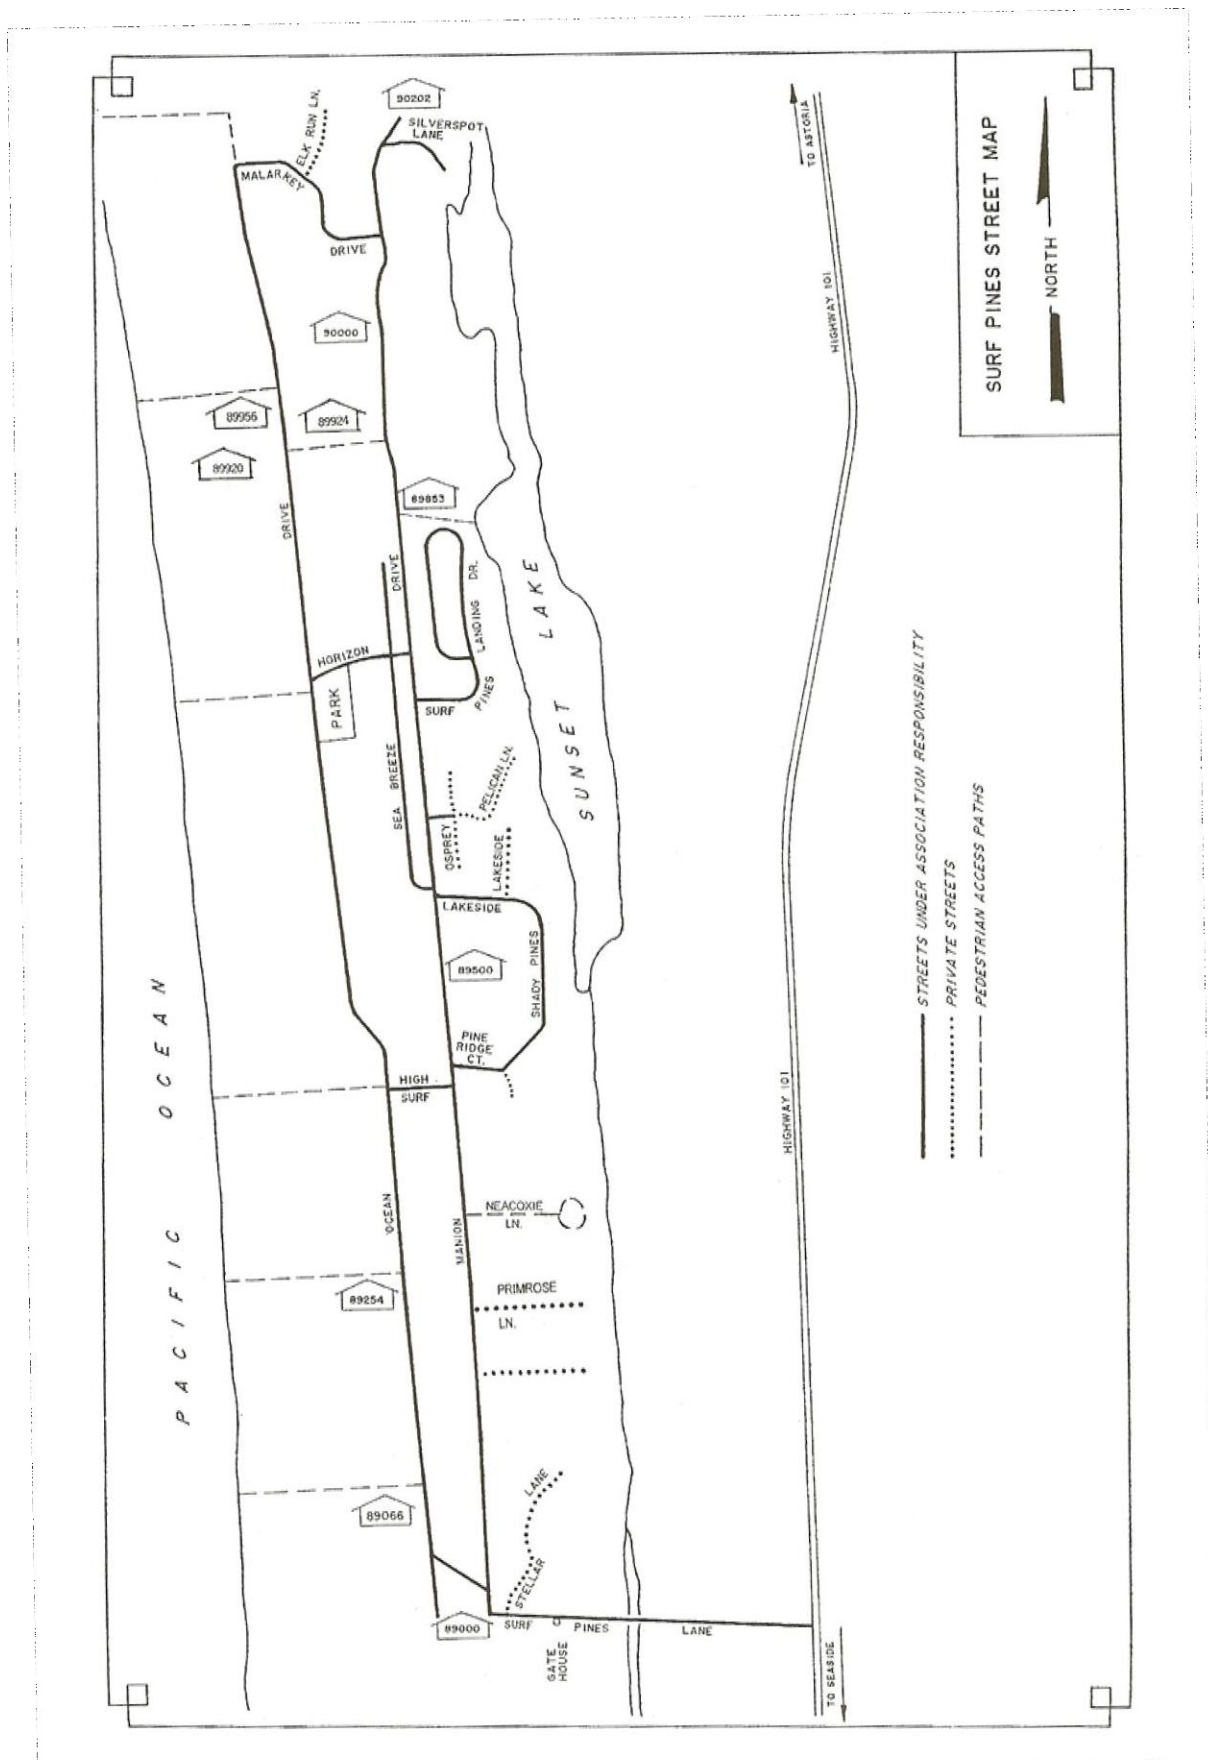 SURF PINES STREET MAP
NORTH
TO ASTORIA
HIGHWAY 101
HIGHWAY 101
TO SEASIDE
90202
SILVERSPOT
LANE
ELK RUN LN.
MALARKEY
DRIVE
90000
89956
89924
89920
89853
DRIVE
DRIVE
LANDING DR.
SUNSET LAKE
HORIZON
PARK
SURF
PINES
SEA BREEZE
PELICAN LN.
OSPREY
LAKESIDE
LAKESIDE
89500
SHADY PINES
PINE
RIDGE
CT.
HIGH
SURF
PACIFIC OCEAN
OCEAN
MANION
NEACOXIE
LN.
PRIMROSE
LN.
89254
89066
LANE
STELLAR
89000
SURF PINES LANE
GATE
HOUSE
STREETS UNDER ASSOCIATION RESPONSIBILITY
PRIVATE STREETS
PEDESTRIAN ACCESS PATHS